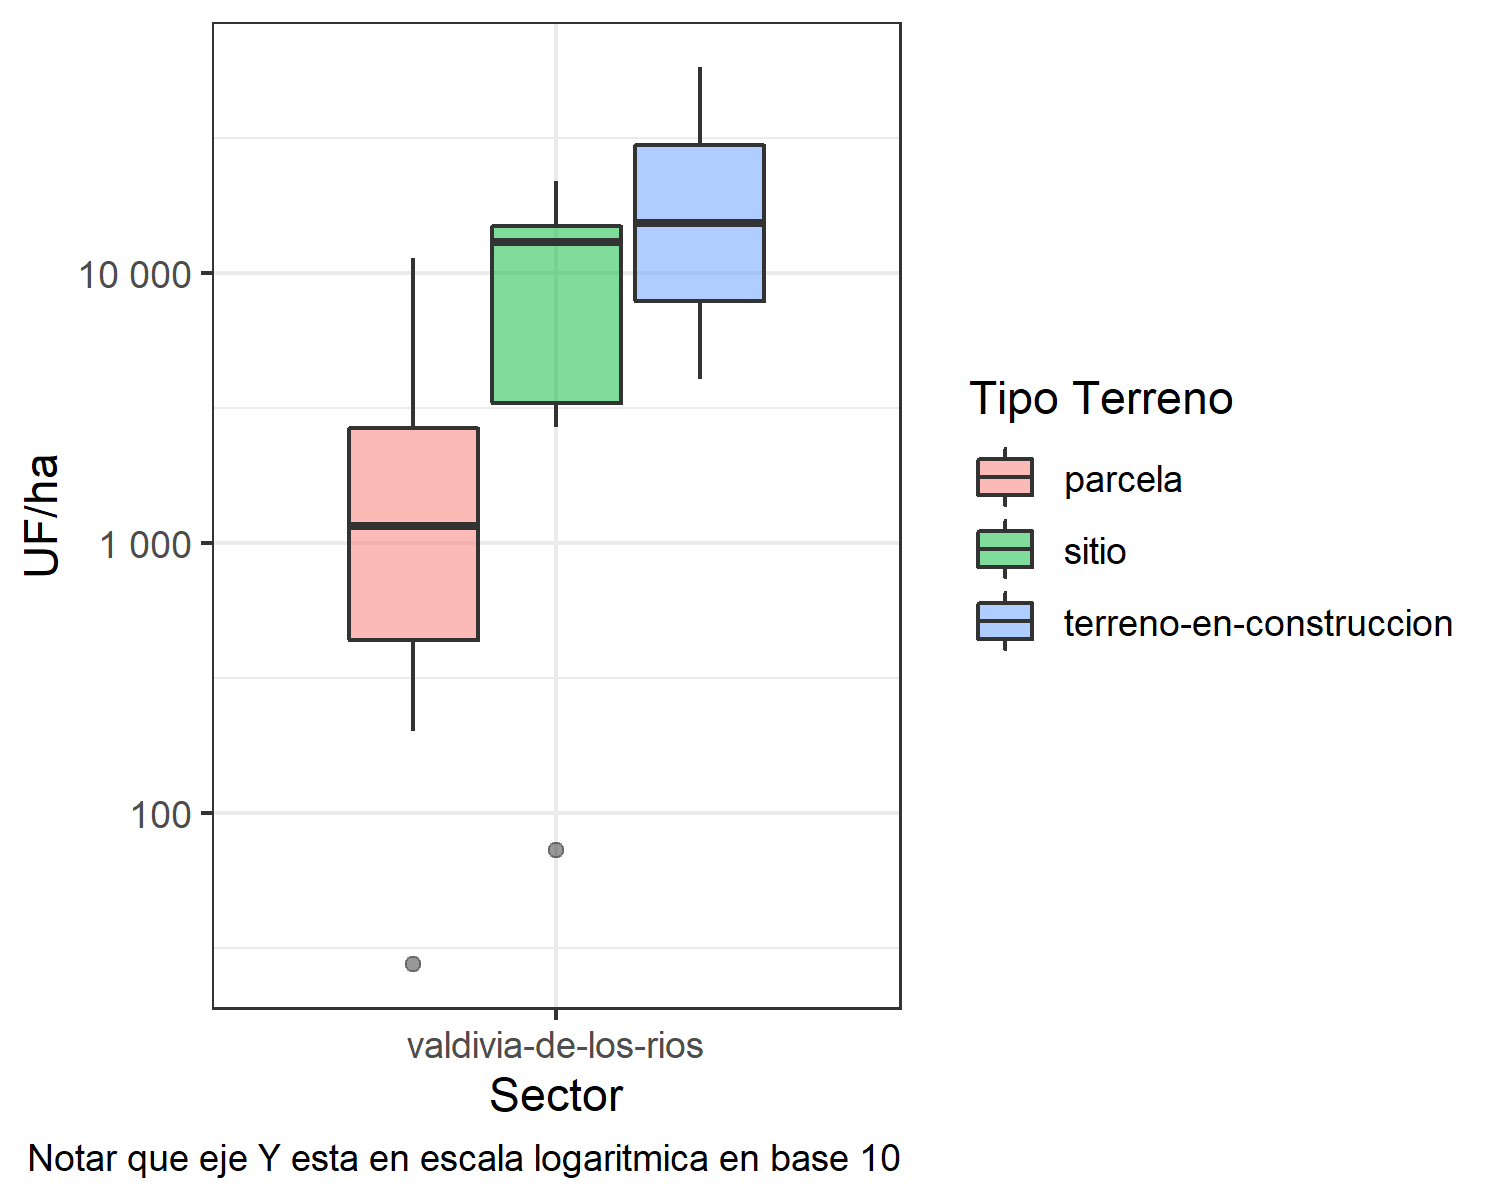 UF/ha
10 000
1 000
100
valdivia-de-los-rios
Sector
Notar que eje Y esta en escala logaritmica en base 10
Tipo Terreno
parcela
sitio
terreno-en-construccion